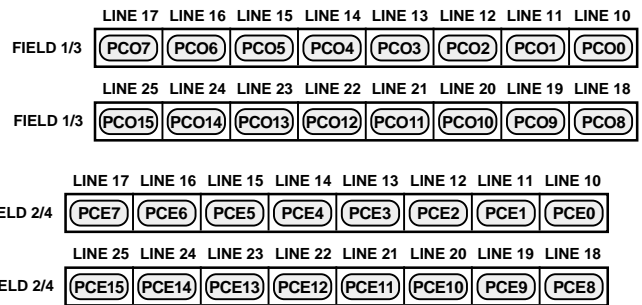 LINE 17 LINE 16 LINE 15 LINE 14 LINE 13 LINE 12 LINE 11 LINE 10
FIELD 1/3 PCO7 PCO6 PCO5 PCO4 PCO3 PCO2 PCO1 PCO0
LINE 25 LINE 24 LINE 23 LINE 22 LINE 21 LINE 20 LINE 19 LINE 18
FIELD 1/3 PCO15 PCO14 PCO13 PCO12 PCO11 PCO10 PCO9 PCO8
LINE 17 LINE 16 LINE 15 LINE 14 LINE 13 LINE 12 LINE 11 LINE 10
ELD 2/4 PCE7 PCE6 PCE5 PCE4 PCE3 PCE2 PCE1 PCE0
LINE 25 LINE 24 LINE 23 LINE 22 LINE 21 LINE 20 LINE 19 LINE 18
ELD 2/4 PCE15 PCE14 PCE13 PCE12 PCE11 PCE10 PCE9 PCE8